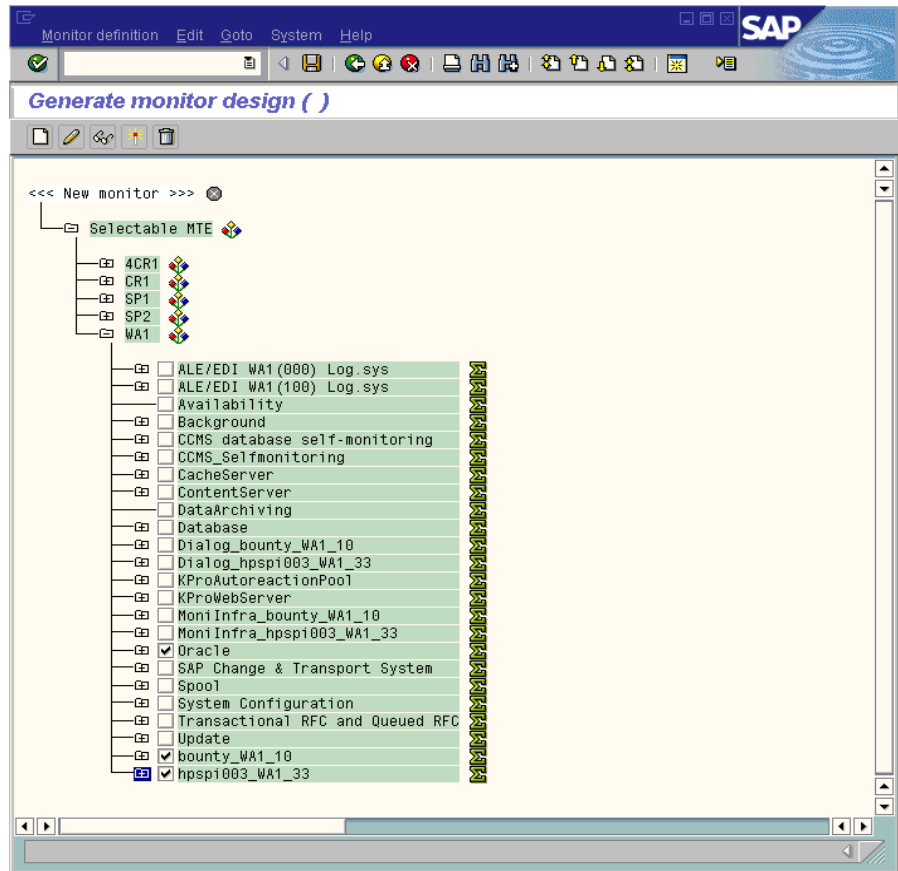 Monitor definition Edit Goto System Help
SAP
Generate monitor design ( )
<<< New monitor >>>
Selectable MTE
4CR1
CR1
SP1
SP2
WA1
ALE/EDI WA1(000) Log.sys
ALE/EDI WA1(100) Log.sys
Availability
Background
CCMS database self-monitoring
CCMS_Selfmonitoring
CacheServer
ContentServer
DataArchiving
Database
Dialog_bounty_WA1_10
Dialog_hpspi003_WA1_33
KProAutoreactionPool
KProWebServer
MoniInfra_bounty_WA1_10
MoniInfra_hpspi003_WA1_33
Oracle
SAP Change & Transport System
Spool
System Configuration
Transactional RFC and Queued RFC
Update
bounty_WA1_10
hpspi003_WA1_33